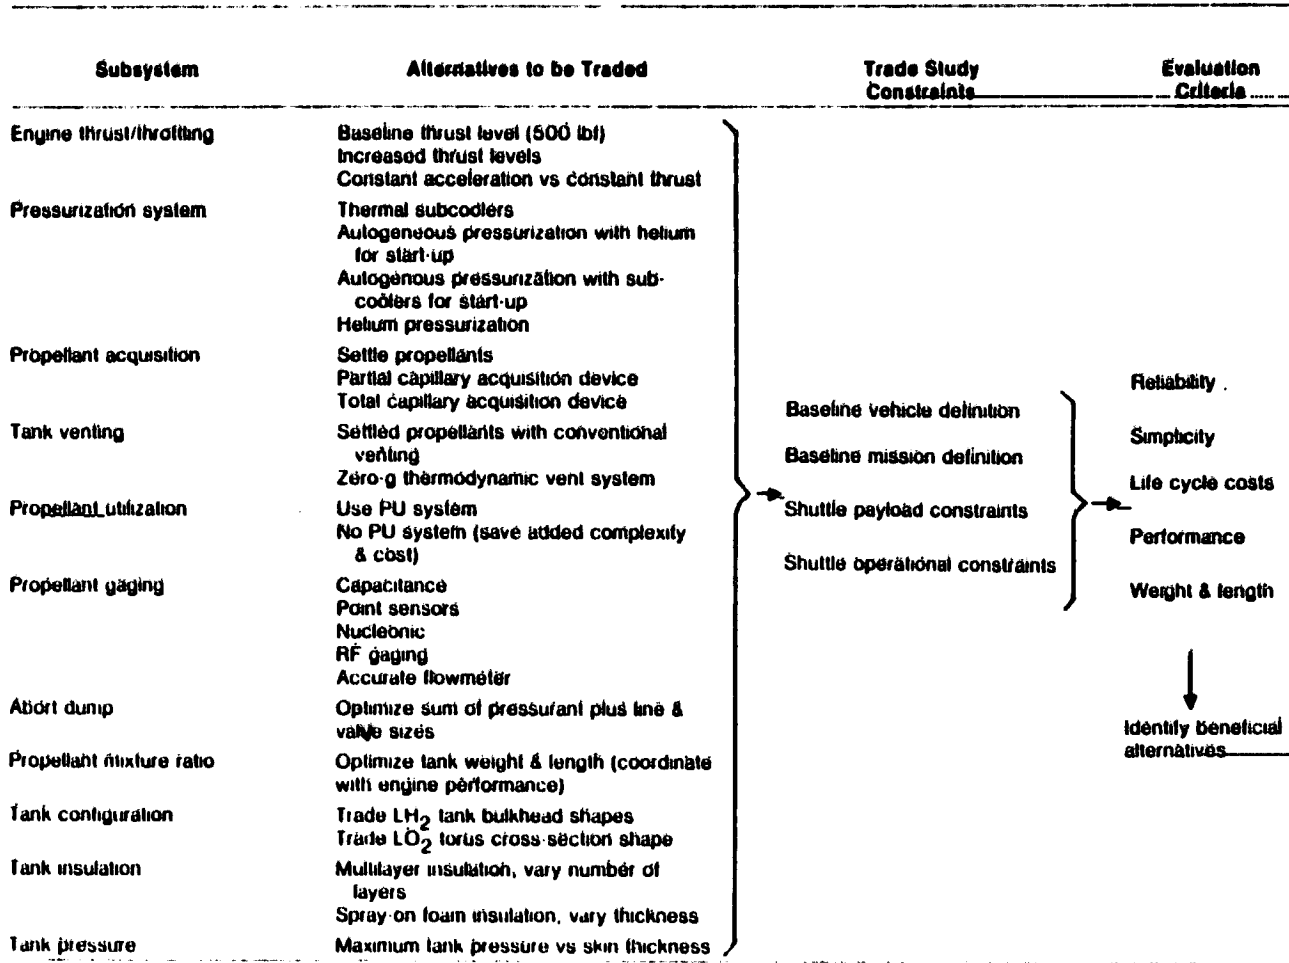 Subsystem
Alternatives to be Traded
Trade Study
Constraints
Evaluation
Criteria
Engine thrust/throttling
Baseline thrust level (500 lbf)
Increased thrust levels
Constant acceleration vs constant thrust
Pressurization system
Thermal subcoolers
Autogeneous pressurization with helium
for start-up
Autogenous pressurization with sub-
coolers for start-up
Helium pressurization
Propellant acquisition
Settle propellants
Partial capillary acquisition device
Total capillary acquisition device
Tank venting
Settled propellants with conventional
venting
Zero-g thermodynamic vent system
Propellant utilization
Use PU system
No PU system (save added complexity
& cost)
Propellant gaging
Capacitance
Point sensors
Nucleonic
RF gaging
Accurate flowmeter
Abort dump
Optimize sum of pressurant plus line &
valve sizes
Propellant mixture ratio
Optimize tank weight & length (coordinate
with engine performance)
Tank configuration
Trade LH2 tank bulkhead shapes
Trade LO2 torus cross-section shape
Tank insulation
Multilayer insulation, vary number of
layers
Spray-on foam insulation, vary thickness
Tank pressure
Maximum tank pressure vs skin thickness
Baseline vehicle definition
Baseline mission definition
Shuttle payload constraints
Shuttle operational constraints
Reliability
Simplicity
Life cycle costs
Performance
Weight & length
Identify beneficial
alternatives